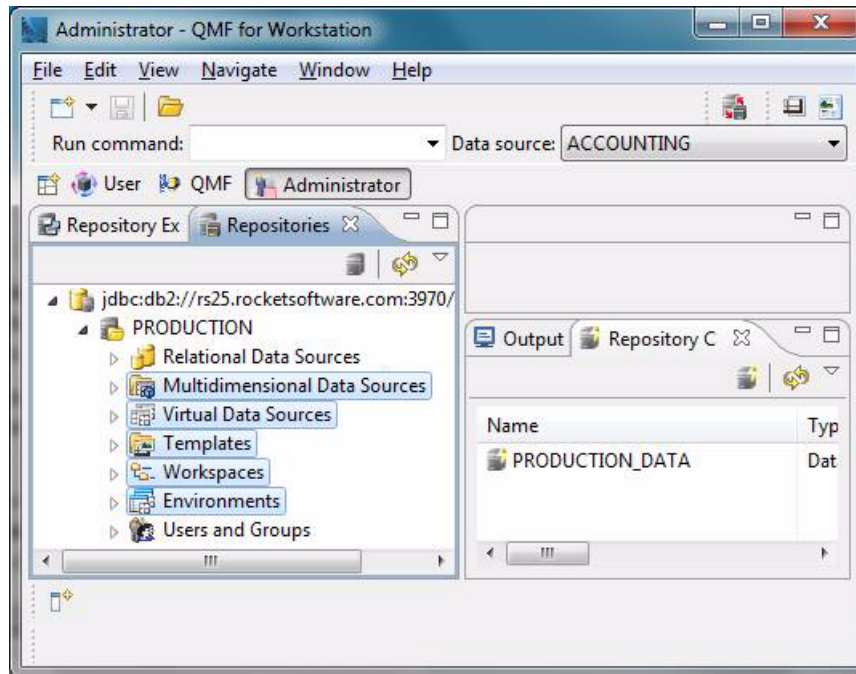 Administrator - QMF for Workstation
File Edit View Navigate Window Help
Run command: Data source: ACCOUNTING
User QMF Administrator
Repository Ex Repositories
jdbc:db2://rs25.rocketsoftware.com:3970/
PRODUCTION
Relational Data Sources
Multidimensional Data Sources
Virtual Data Sources
Templates
Workspaces
Environments
Users and Groups
Output Repository C
Name Typ
PRODUCTION_DATA Dat